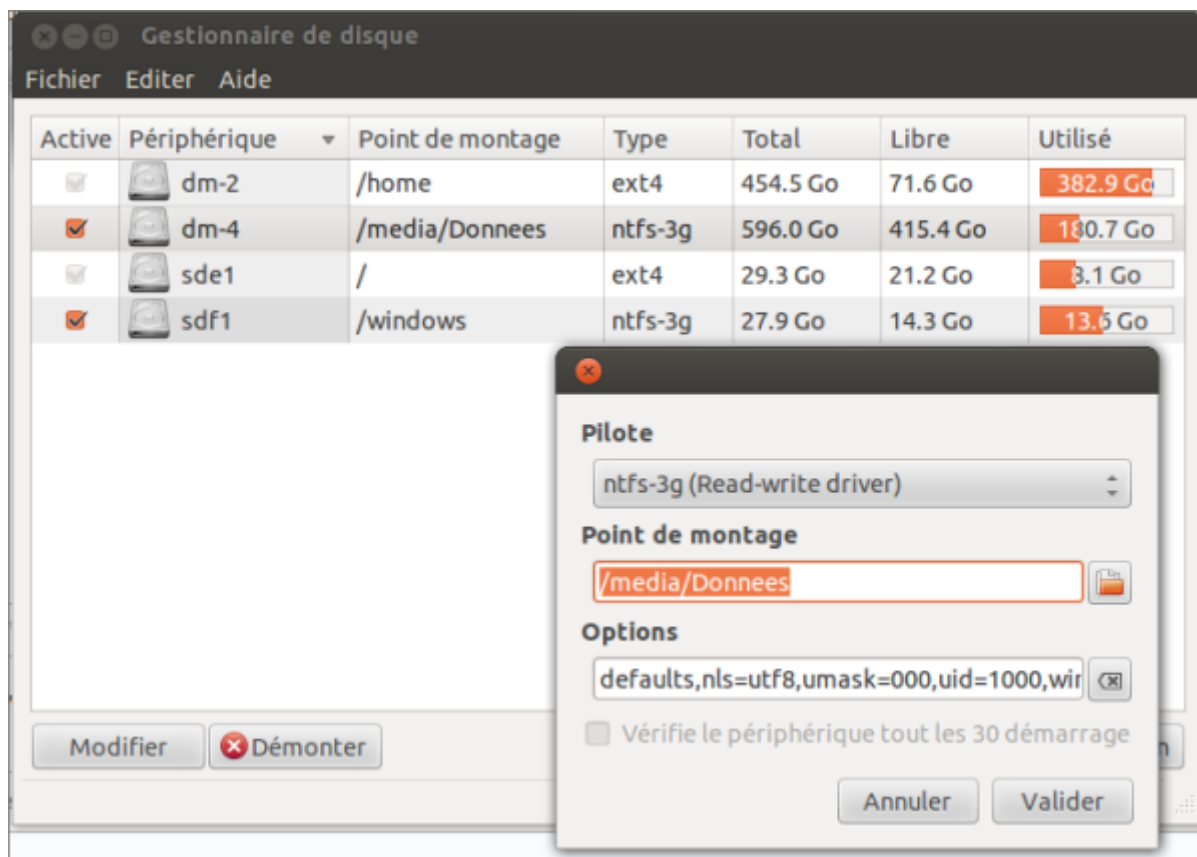 Gestionnaire de disque
Fichier Editer Aide
Active Périphérique Point de montage Type Total Libre Utilisé
dm-2 /home ext4 454.5 Go 71.6 Go 382.9 Go
dm-4 /media/Donnees ntfs-3g 596.0 Go 415.4 Go 180.7 Go
sde1 / ext4 29.3 Go 21.2 Go 8.1 Go
sdf1 /windows ntfs-3g 27.9 Go 14.3 Go 13.6 Go
Pilote
ntfs-3g (Read-write driver)
Point de montage
/media/Donnees
Options
defaults,nls=utf8,umask=000,uid=1000,wir
Vérifie le périphérique tout les 30 démarrage
Modifier Démonter
Annuler Valider